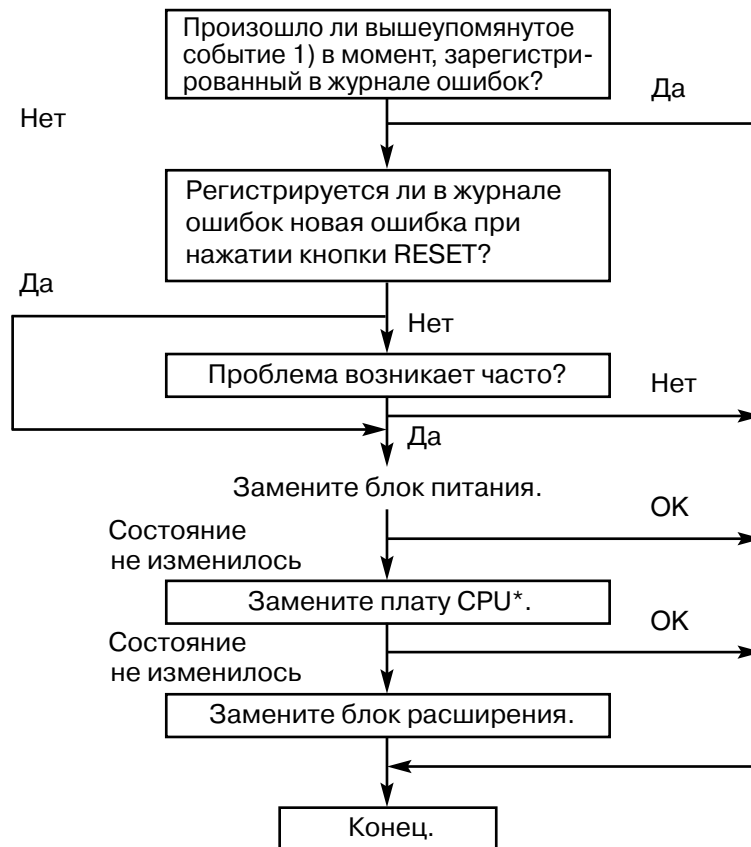 Произошло ли вышеупомянутое
событие 1) в момент, зарегистри-
рованный в журнале ошибок?
Да
Нет
Регистрируется ли в журнале
ошибок новая ошибка при
нажатии кнопки RESET?
Да
Нет
Проблема возникает часто?
Нет
Да
Замените блок питания.
OK
Состояние
не изменилось
Замените плату CPU*.
OK
Состояние
не изменилось
Замените блок расширения.
Конец.